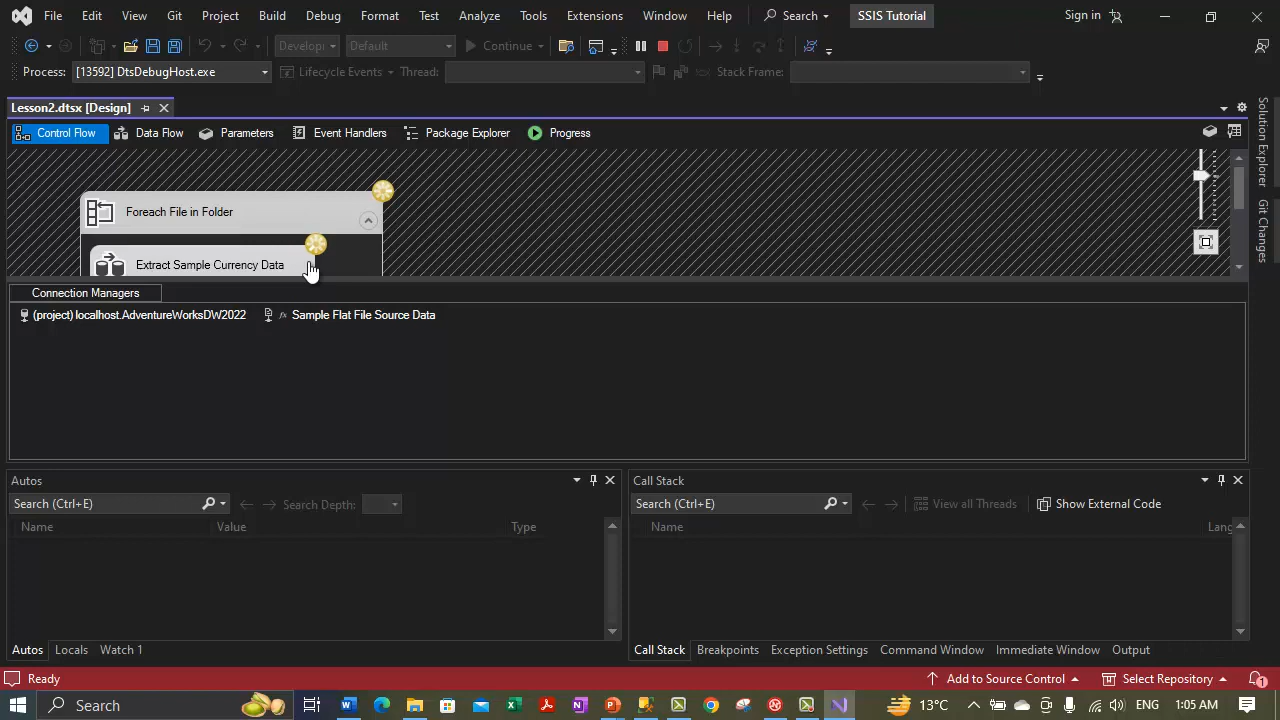 File Edit View Git Project Build Debug Format Test Analyze Tools Extensions Window Help Search SSIS Tutorial Sign in
Develop Default Continue
Process: [13592] DtsDebugHost.exe Lifecycle Events Thread: Stack Frame:
Lesson2.dtsx [Design]
Control Flow Data Flow Parameters Event Handlers Package Explorer Progress
Foreach File in Folder
Extract Sample Currency Data
Connection Managers
(project) localhost.AdventureWorksDW2022 fx Sample Flat File Source Data
Solution Explorer
Git Changes
Autos
Search (Ctrl+E) Search Depth:
Name Value Type
Autos Locals Watch 1
Call Stack
Search (Ctrl+E) View all Threads Show External Code
Name Lang
Call Stack Breakpoints Exception Settings Command Window Immediate Window Output
Ready Add to Source Control Select Repository 1
Search 13°C ENG 1:05 AM